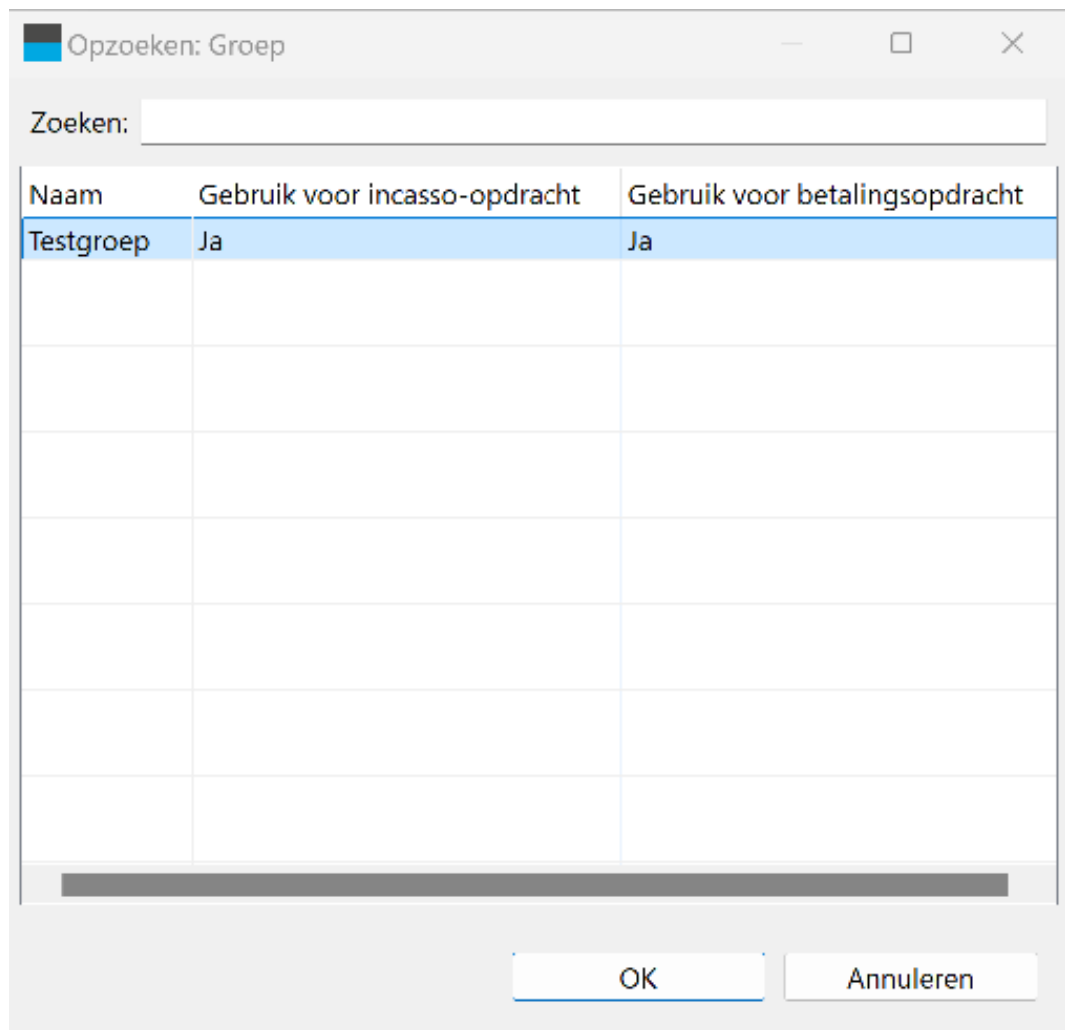 Opzoeken: Groep
Zoeken:
Naam Gebruik voor incasso-opdracht Gebruik voor betalingsopdracht
Testgroep Ja Ja
OK Annuleren